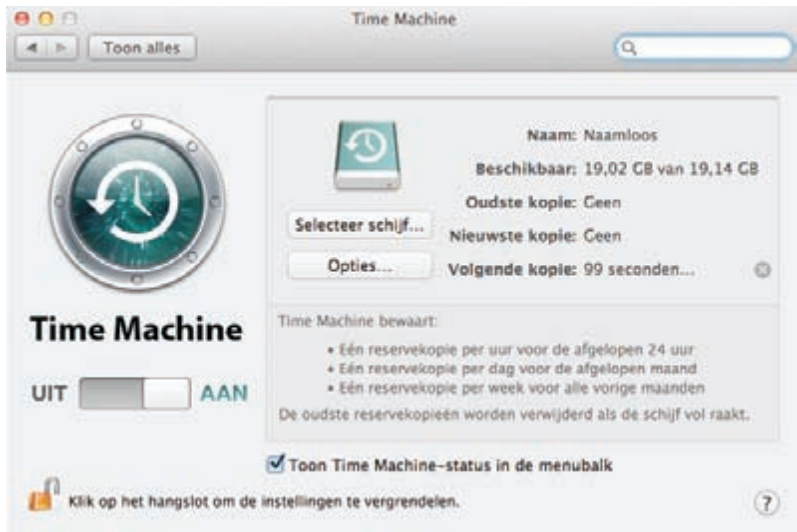 Time Machine
Toon alles
Naam: Naamloos
Beschikbaar: 19,02 GB van 19,14 GB
Oudste kopie: Geen
Nieuwste kopie: Geen
Volgende kopie: 99 seconden...
Selecteer schijf...
Opties...
Time Machine
UIT AAN
Time Machine bewaart:
• Eén reservekopie per uur voor de afgelopen 24 uur
• Eén reservekopie per dag voor de afgelopen maand
• Eén reservekopie per week voor alle vorige maanden
De oudste reservekopieën worden verwijderd als de schijf vol raakt.
Toon Time Machine-status in de menubalk
Klik op het hangslot om de instellingen te vergrendelen.
?